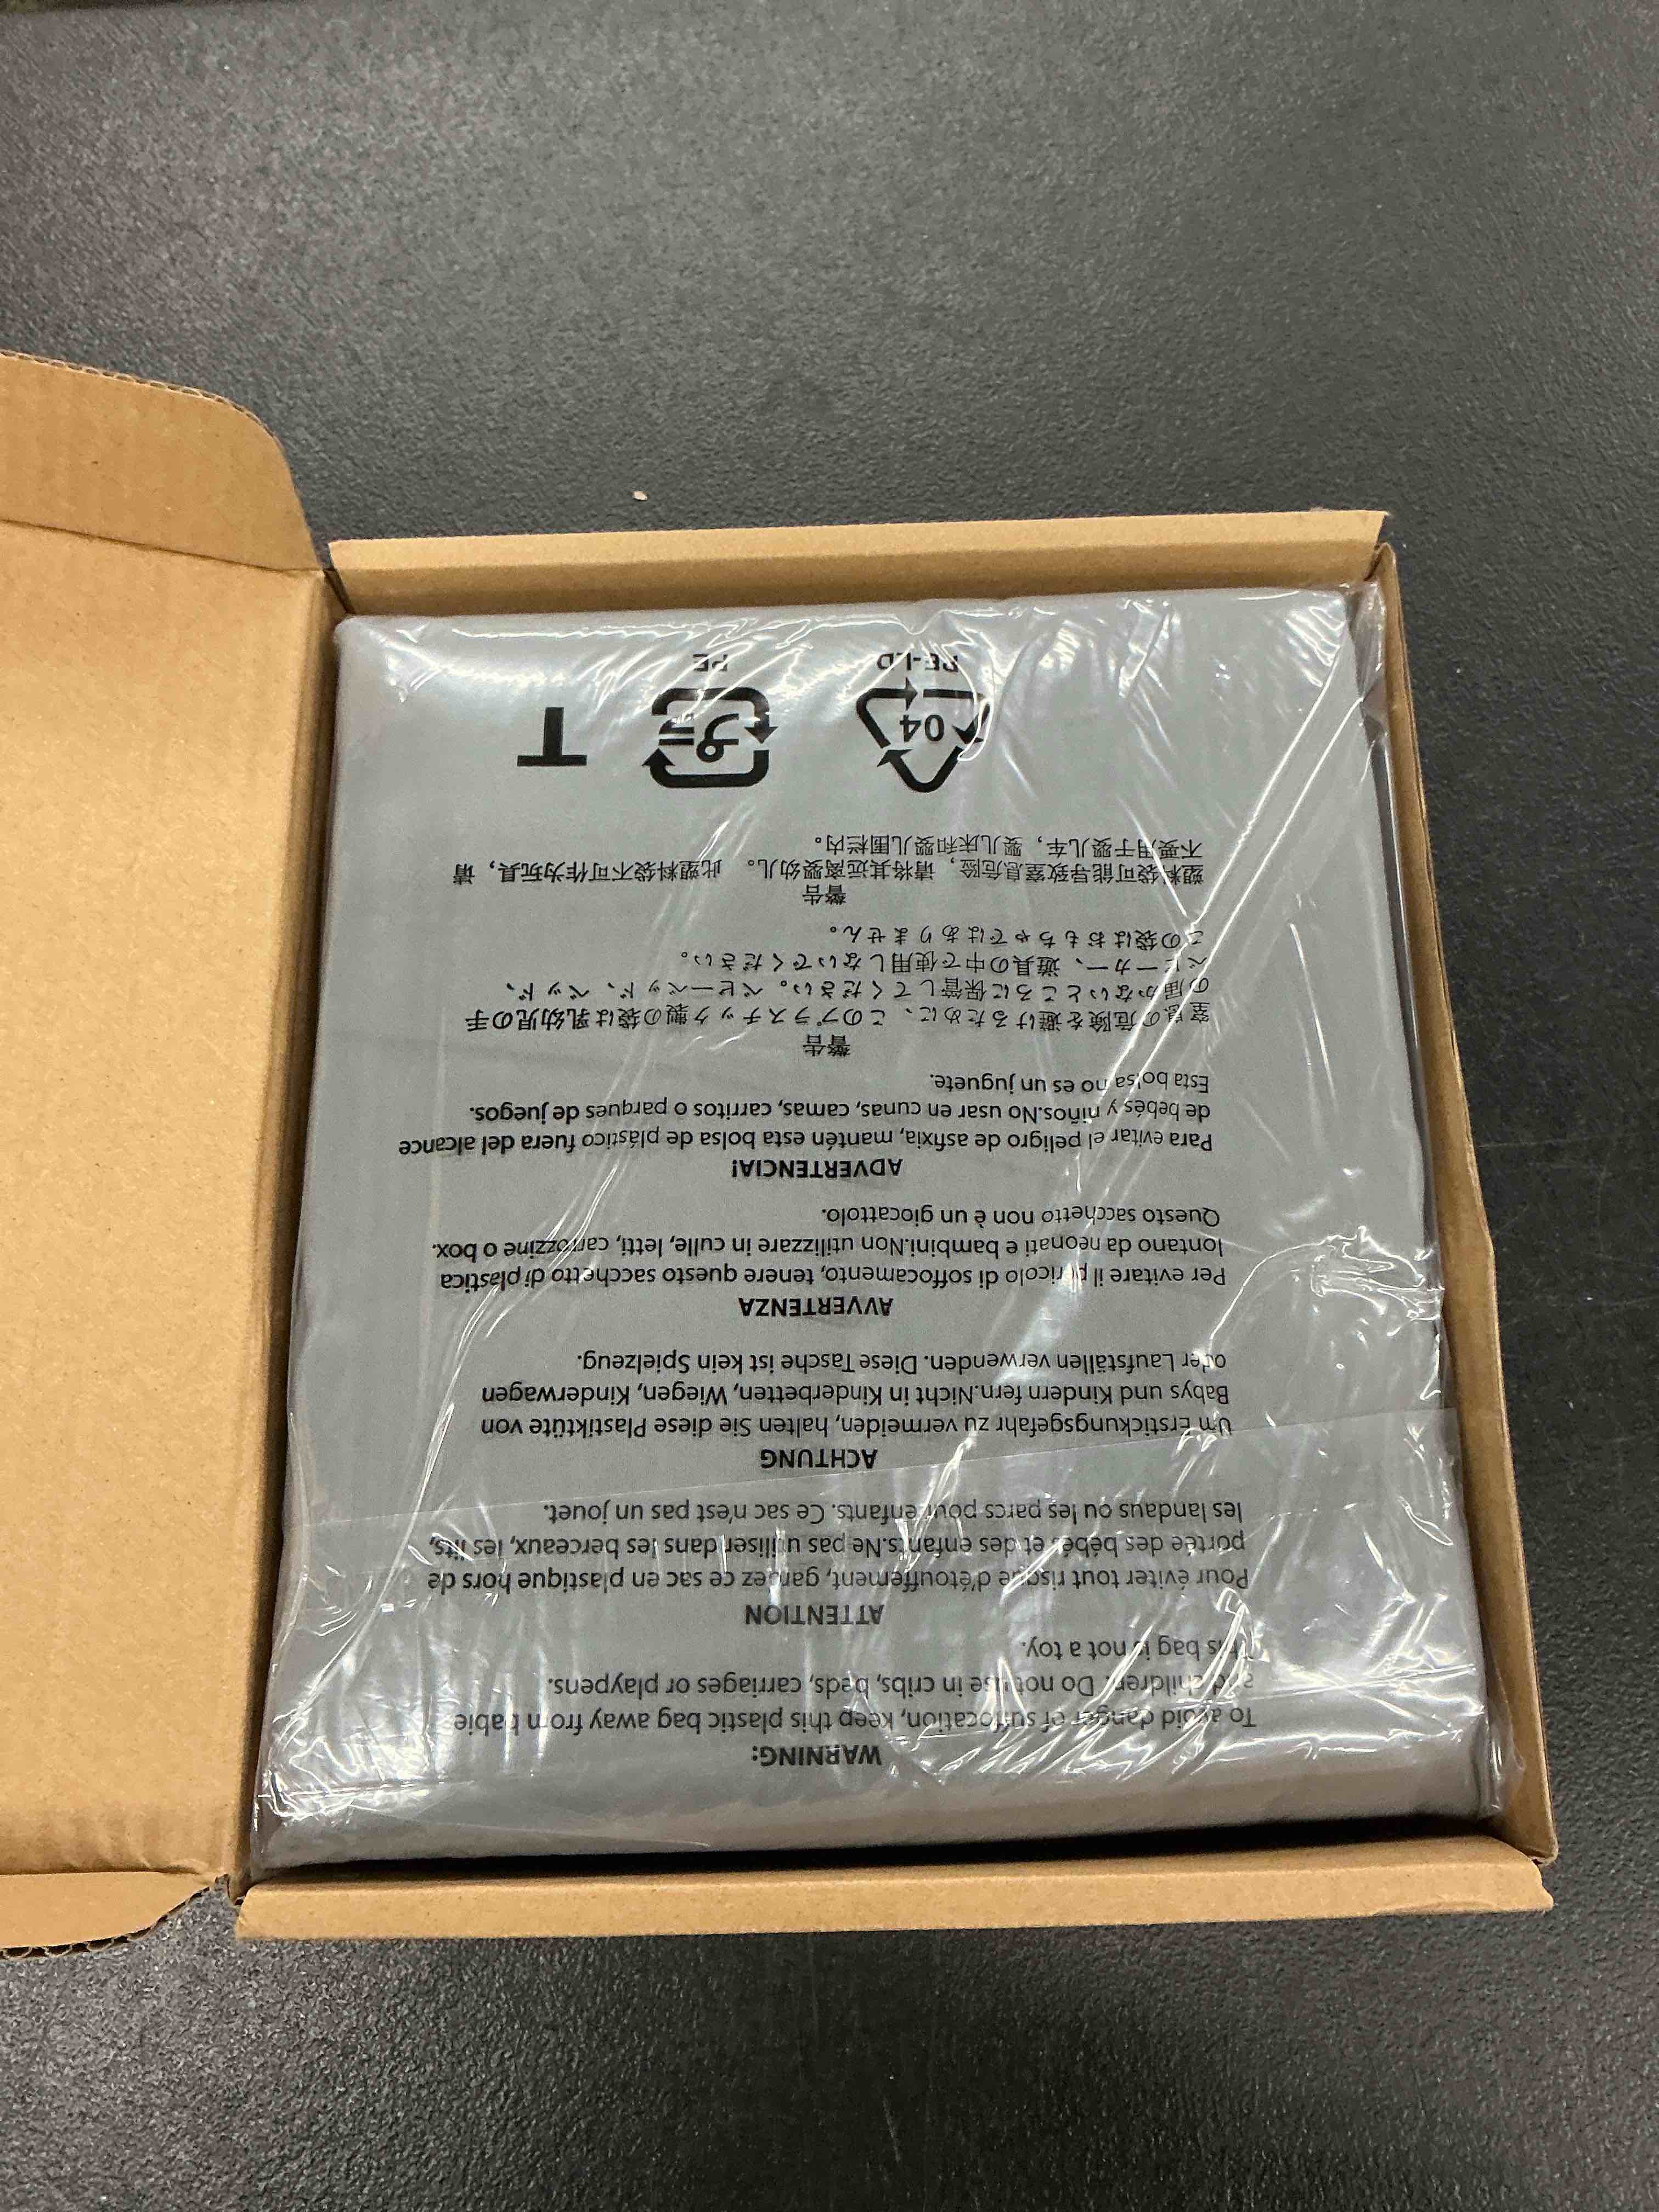 WARNING:
To avoid danger of suffocation, keep this plastic bag away from babie
and children. Do not use in cribs, beds, carriages or playpens.
This bag is not a toy.
ATTENTION
Pour éviter tout risque d'étouffement, gardez ce sac en plastique hors de
portée des bébés et des enfants.Ne pas utiliser dans les berceaux, les lits,
les landaus ou les parcs pour enfants. Ce sac n'est pas un jouet.
ACHTUNG
Um Erstickungsgefahr zu vermeiden, halten Sie diese Plastiktüte von
Babys und Kindern fern.Nicht in Kinderbetten, Wiegen, Kinderwagen
oder Laufställen verwenden. Diese Tasche ist kein Spielzeug.
AVVERTENZA
Per evitare il pericolo di soffocamento, tenere questo sacchetto di plastica
lontano da neonati e bambini.Non utilizzare in culle, letti, carrozzine o box.
Questo sacchetto non è un giocattolo.
ADVERTENCIA!
Para evitar el peligro de asfixia, mantén esta bolsa de plástico fuera del alcance
de bebés y niños.No usar en cunas, camas, carritos o parques de juegos.
Esta bolsa no es un juguete.
警告
窒息の危険を避けるために、このプラスチック製の袋は乳幼児の手
の届かないところに保管してください。ベビーベッド、ベッド、
ベビーカー、遊具の中で使用しないでください。
この袋はおもちゃではありません。
警告
塑料袋可能导致窒息危险，请将其远离婴幼儿。此塑料袋不可作为玩具，请
不要用于婴儿车，婴儿床和婴儿围栏内。
04 プラ T
PE-LD PE